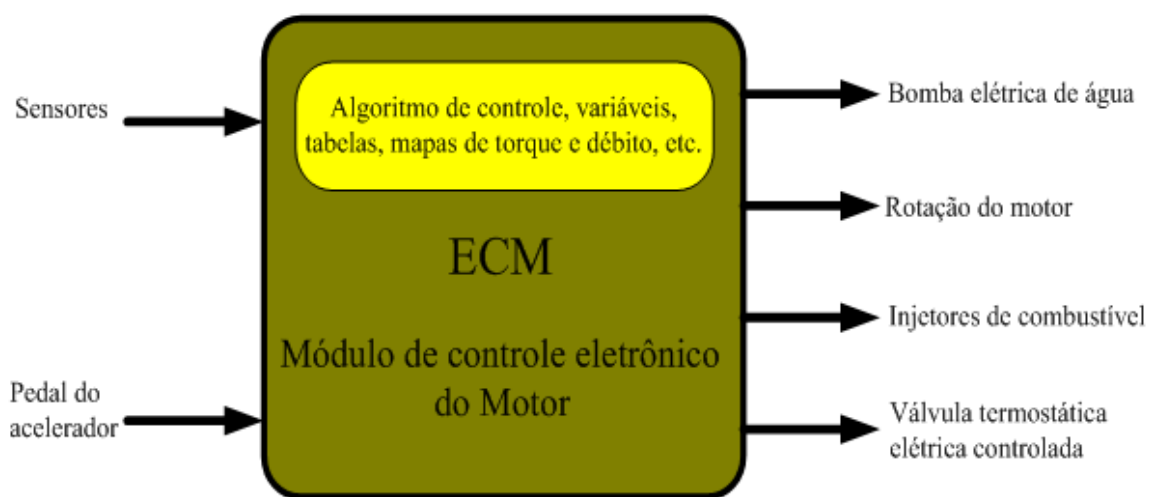 Sensores
Pedal do
acelerador
Algoritmo de controle, variáveis,
tabelas, mapas de torque e débito, etc.
ECM
Módulo de controle eletrônico
do Motor
Bomba elétrica de água
Rotação do motor
Injetores de combustível
Válvula termostática
elétrica controlada